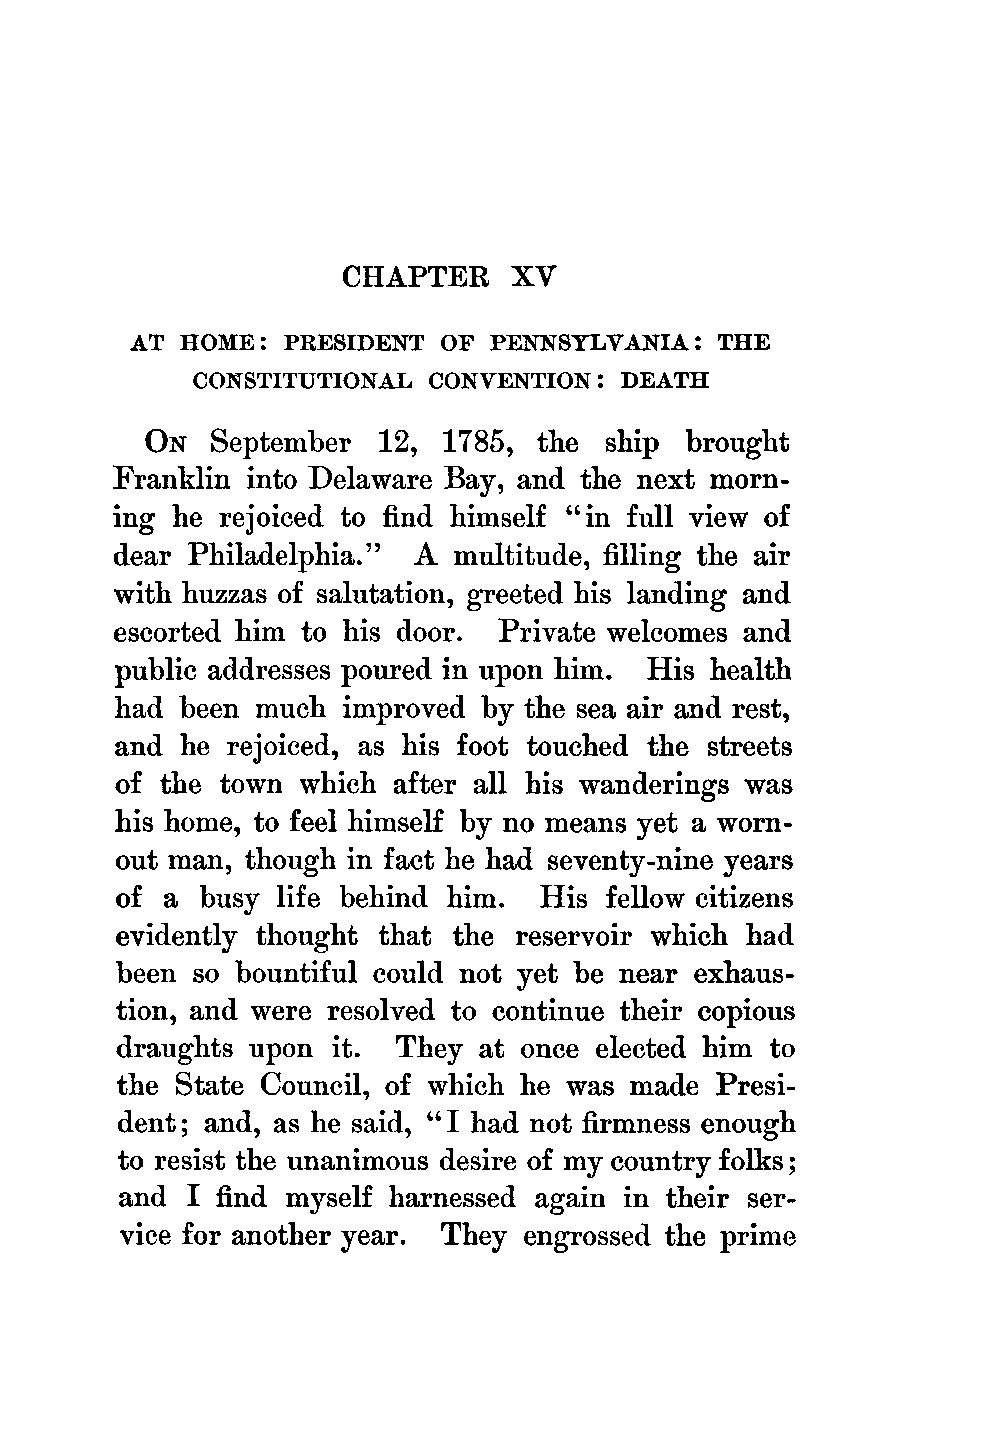 CHAPTER XV
AT HOME: PRESIDENT OF PENNSYLVANIA: THE
CONSTITUTIONAL CONVENTION: DEATH
ON September 12, 1785, the ship brought
Franklin into Delaware Bay, and the next morn-
ing he rejoiced to find himself “in full view of
dear Philadelphia.” A multitude, filling the air
with huzzas of salutation, greeted his landing and
escorted him to his door. Private welcomes and
public addresses poured in upon him. His health
had been much improved by the sea air and rest,
and he rejoiced, as his foot touched the streets
of the town which after all his wanderings was
his home, to feel himself by no means yet a worn-
out man, though in fact he had seventy-nine years
of a busy life behind him. His fellow citizens
evidently thought that the reservoir which had
been so bountiful could not yet be near exhaus-
tion, and were resolved to continue their copious
draughts upon it. They at once elected him to
the State Council, of which he was made Presi-
dent; and, as he said, “I had not firmness enough
to resist the unanimous desire of my country folks;
and I find myself harnessed again in their ser-
vice for another year. They engrossed the prime